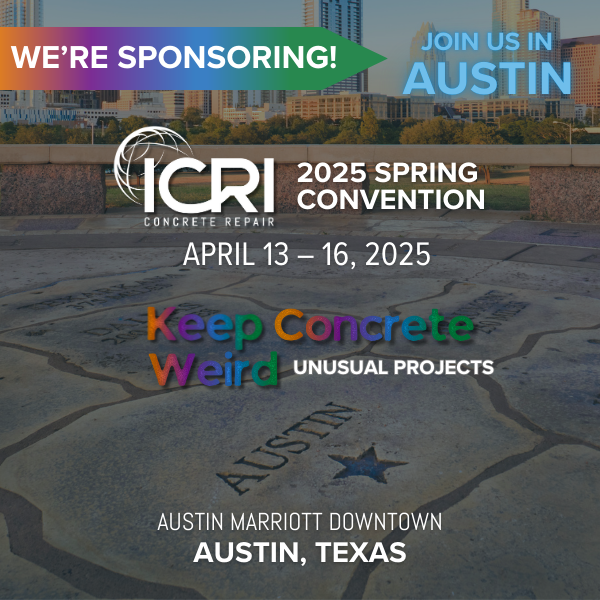 WE'RE SPONSORING!
JOIN US IN
AUSTIN
ICRI
CONCRETE REPAIR
2025 SPRING
CONVENTION
APRIL 13 – 16, 2025
Keep Concrete
Weird UNUSUAL PROJECTS
AUSTIN
AUSTIN MARRIOTT DOWNTOWN
AUSTIN, TEXAS